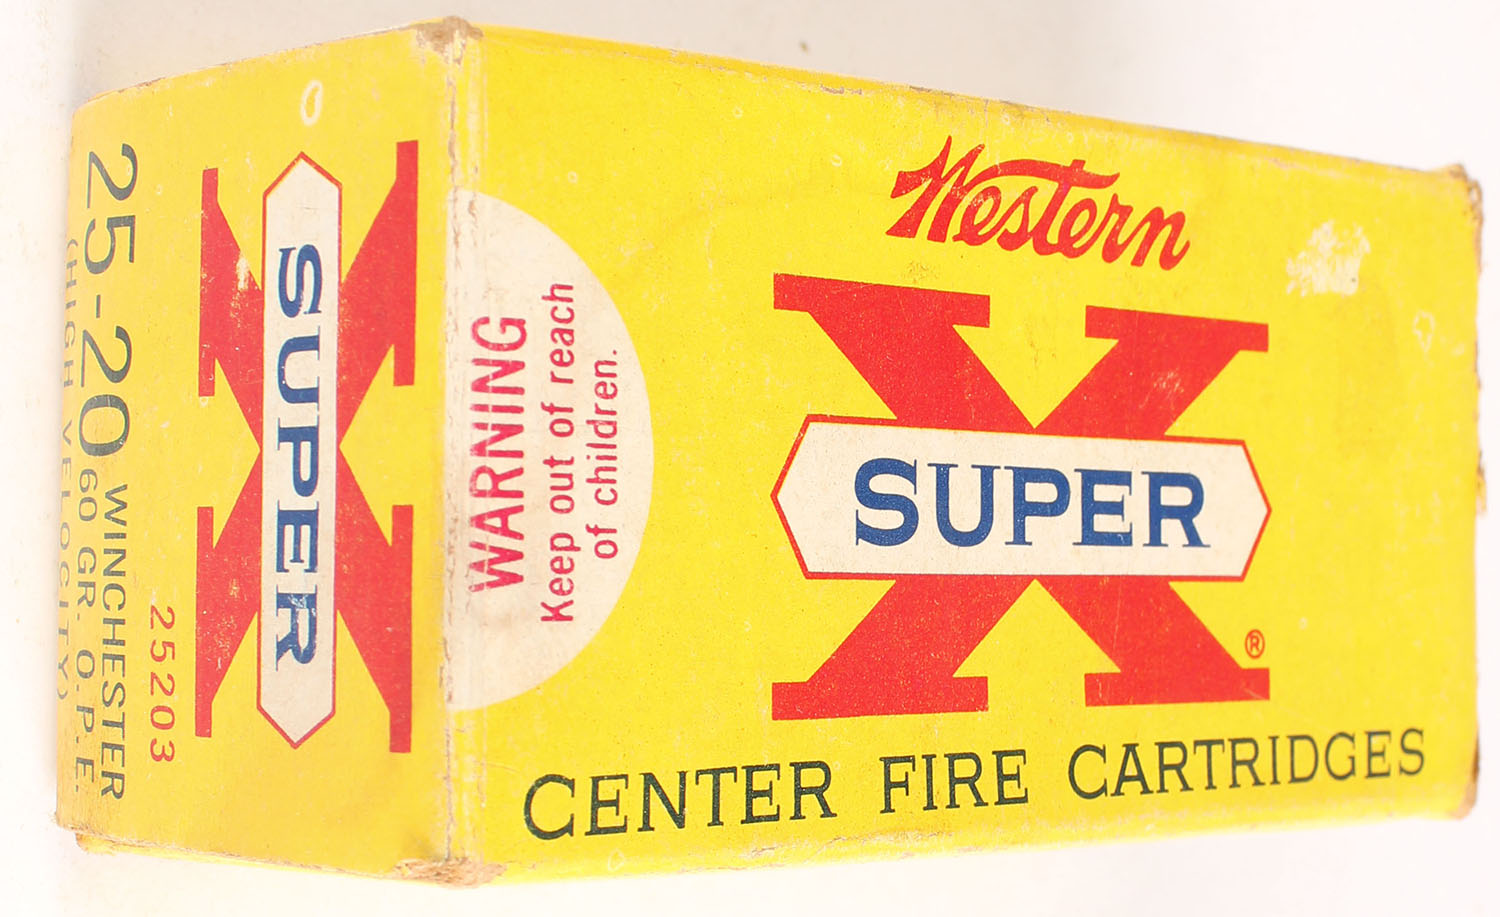 Western
X
SUPER
®
CENTER FIRE CARTRIDGES
WARNING
Keep out of reach
of children.
X
SUPER
25203
25-20 WINCHESTER
60 GR. O.P.E.
(HIGH VELOCITY)